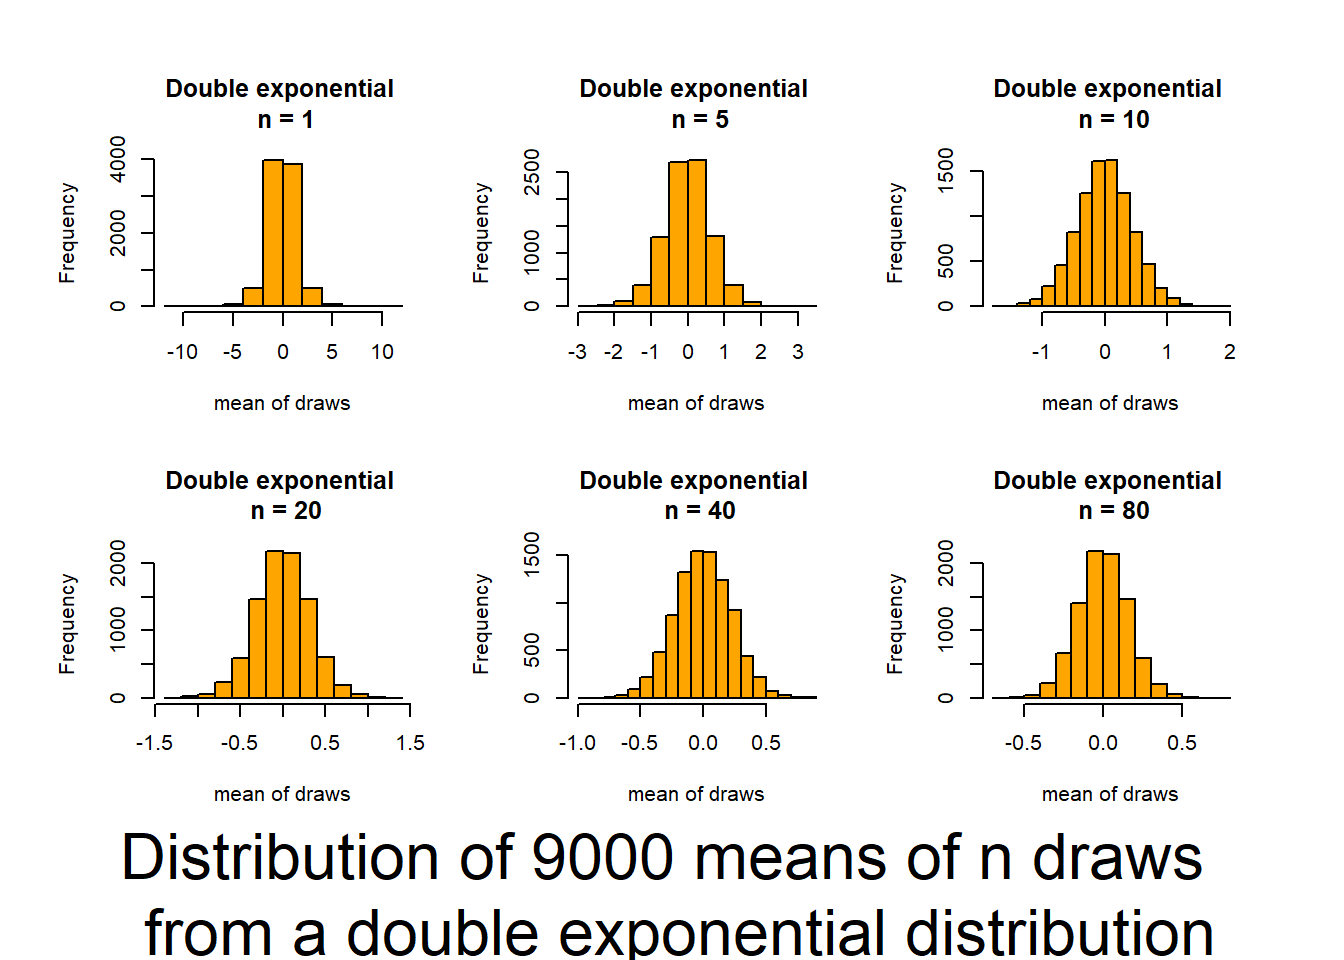 Double exponential
n = 1
Frequency
4000
2000
0
-10 -5 0 5 10
mean of draws
Double exponential
n = 5
Frequency
2500
1000
0
-3 -2 -1 0 1 2 3
mean of draws
Double exponential
n = 10
Frequency
1500
500
0
-1 0 1 2
mean of draws
Double exponential
n = 20
Frequency
2000
1000
0
-1.5 -0.5 0.5 1.5
mean of draws
Double exponential
n = 40
Frequency
1500
500
0
-1.0 -0.5 0.0 0.5
mean of draws
Double exponential
n = 80
Frequency
2000
1000
0
-0.5 0.0 0.5
mean of draws
Distribution of 9000 means of n draws
from a double exponential distribution